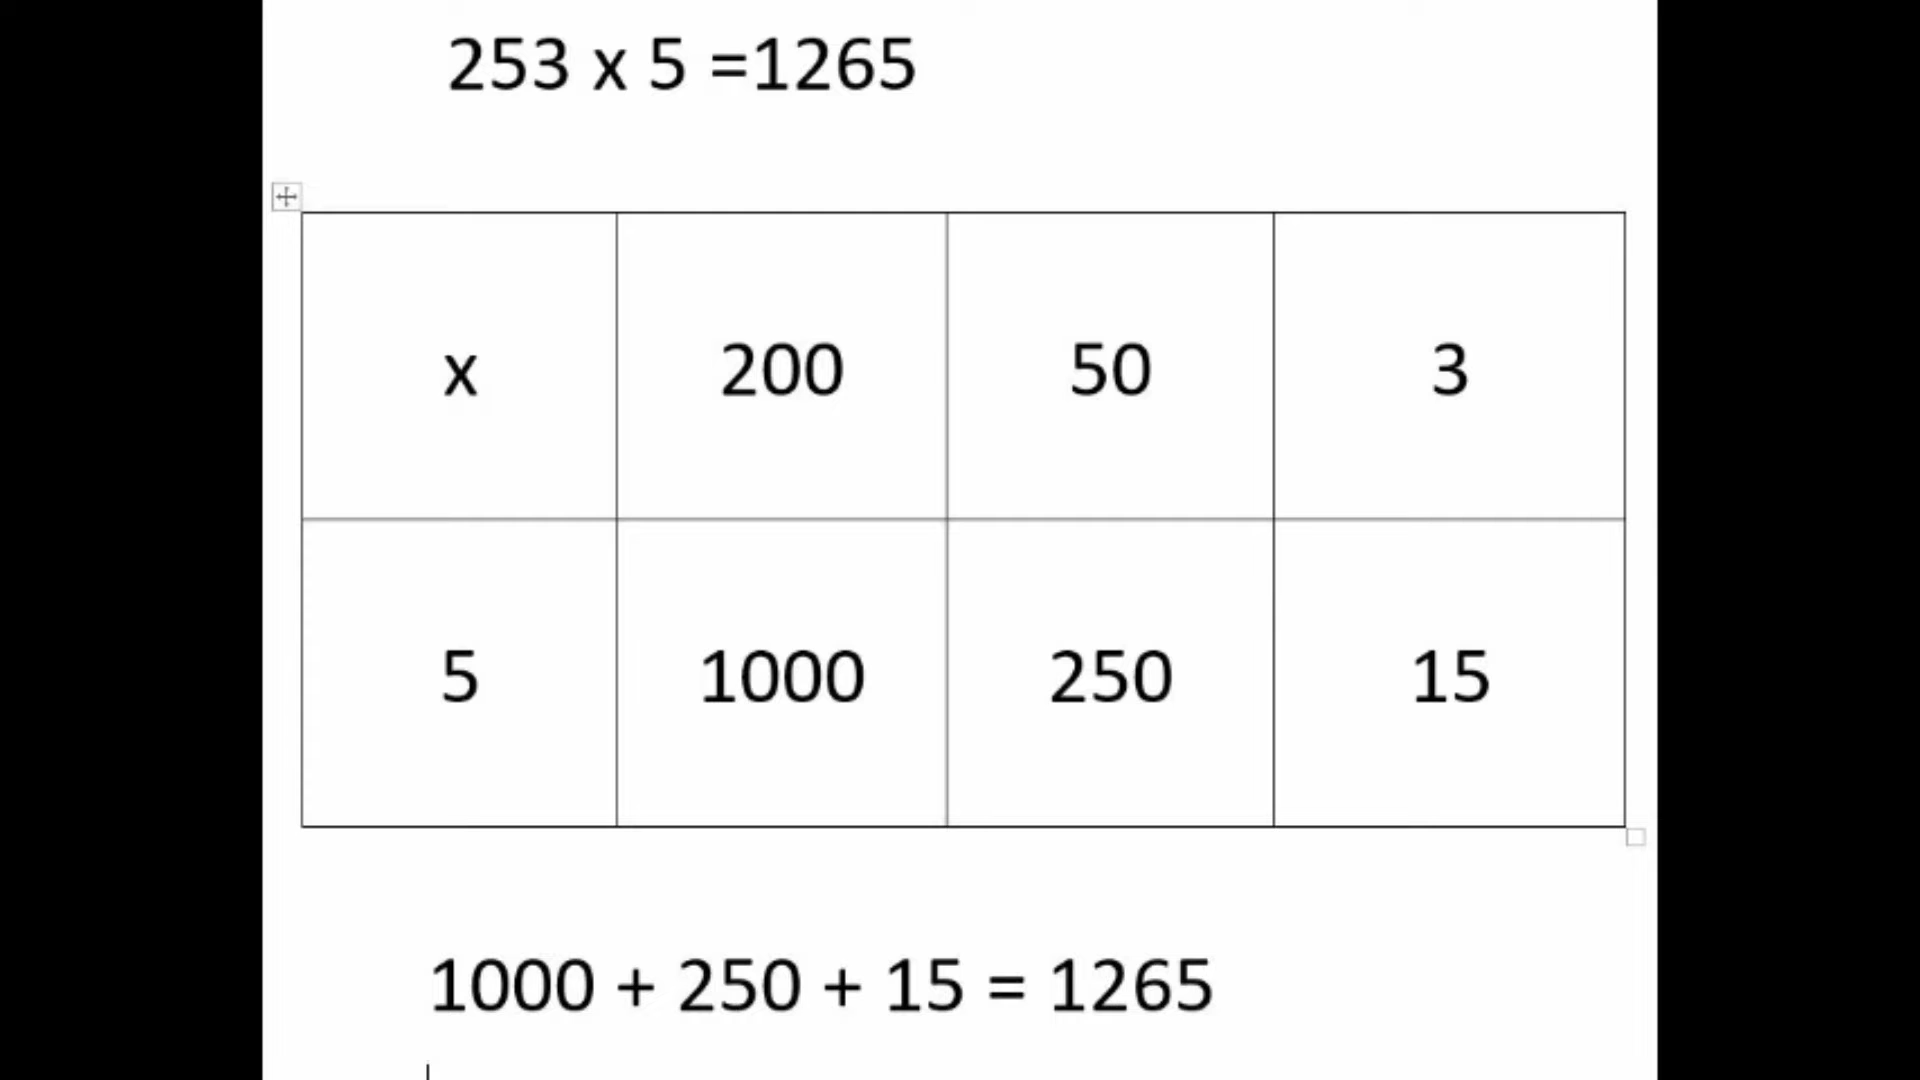 253 x 5 =1265
x 200 50 3
5 1000 250 15
1000 + 250 + 15 = 1265